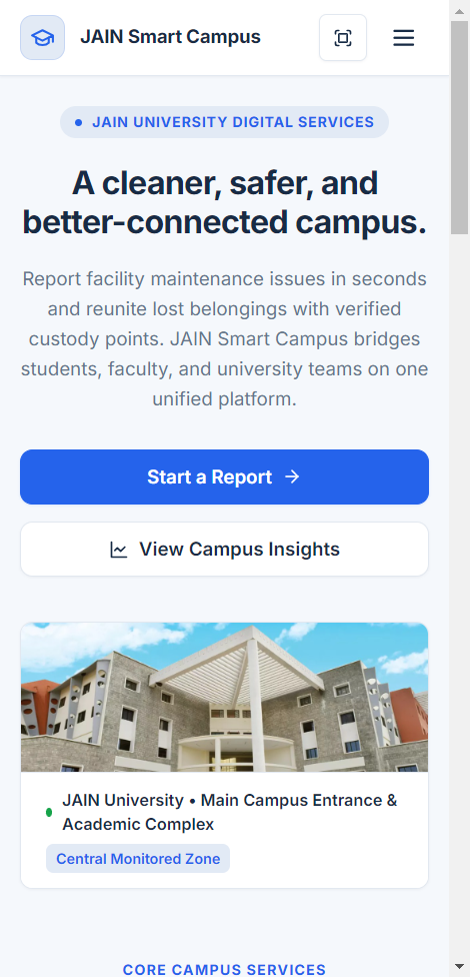 JAIN Smart Campus
JAIN UNIVERSITY DIGITAL SERVICES
A cleaner, safer, and
better-connected campus.
Report facility maintenance issues in seconds
and reunite lost belongings with verified
custody points. JAIN Smart Campus bridges
students, faculty, and university teams on one
unified platform.
Start a Report
View Campus Insights
JAIN University • Main Campus Entrance &
Academic Complex
Central Monitored Zone
CORE CAMPUS SERVICES